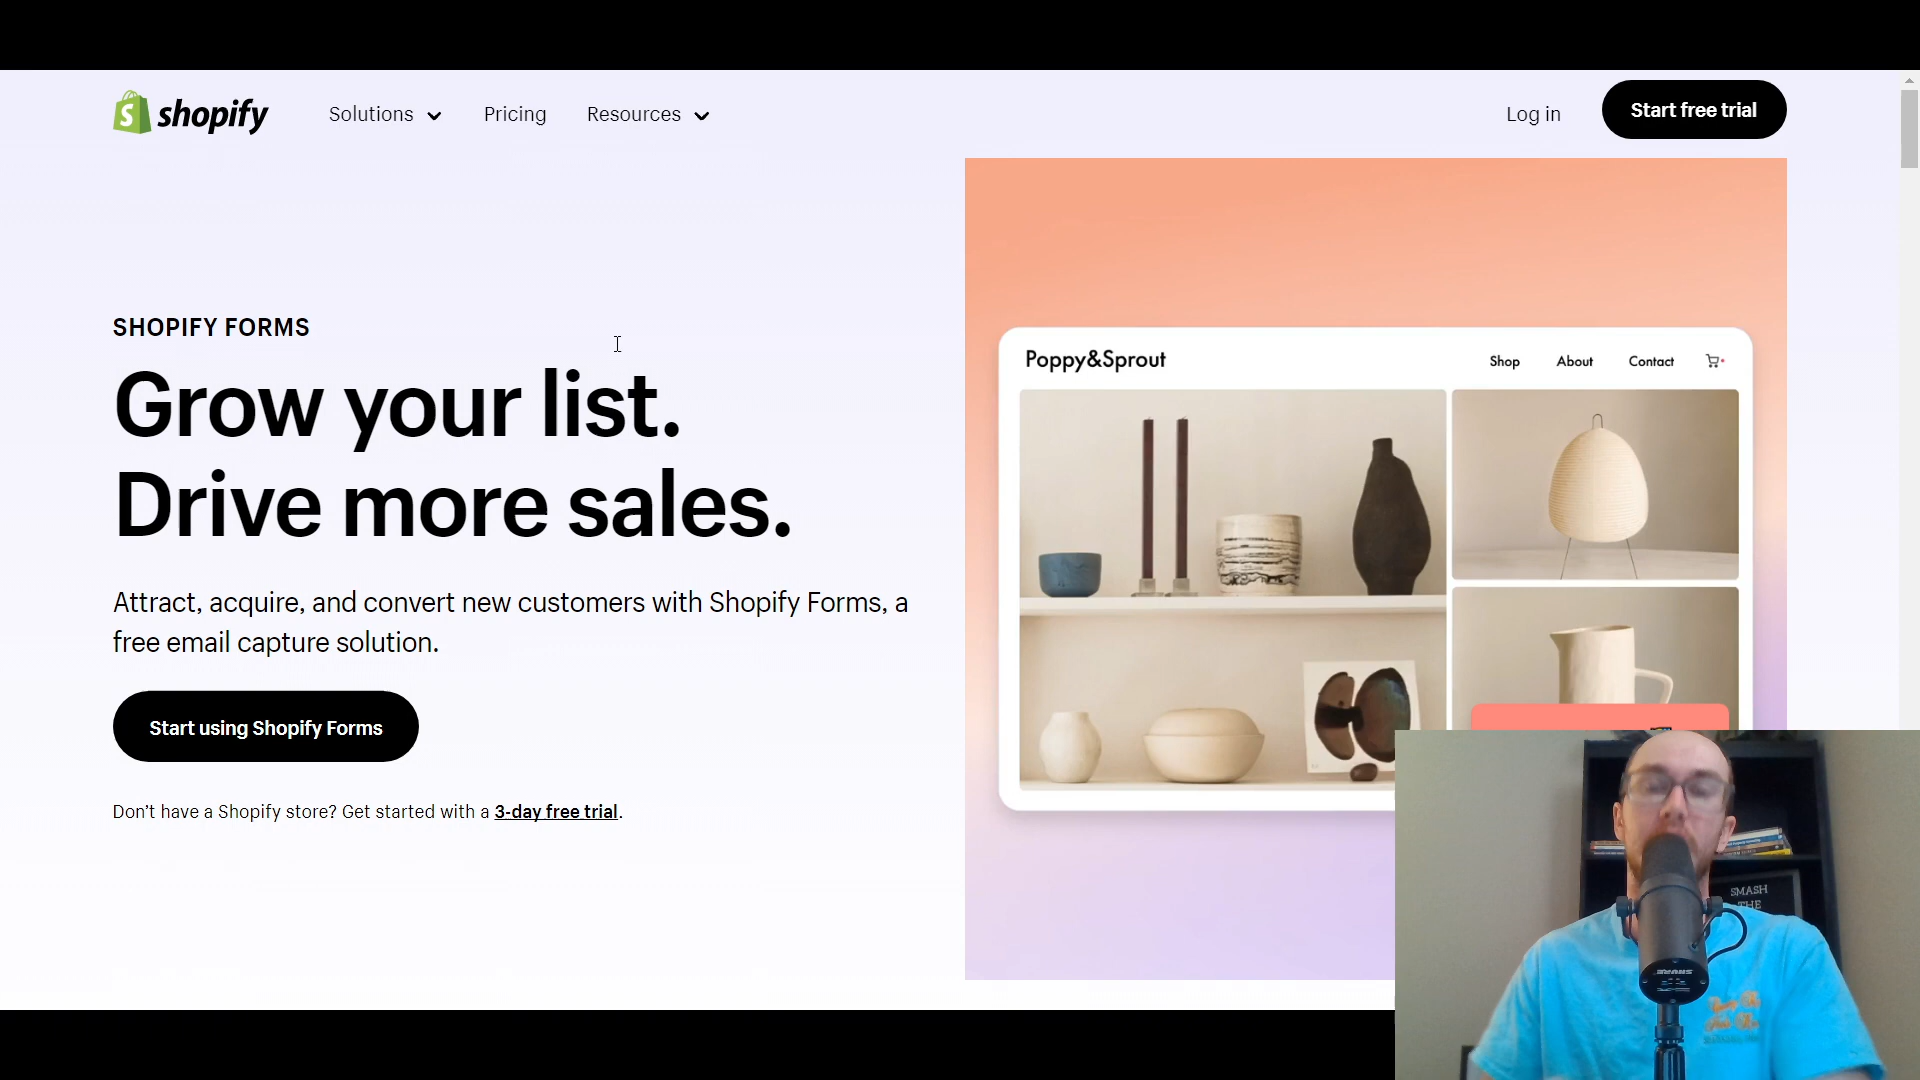 shopify
Solutions
Pricing
Resources
Log in
Start free trial
SHOPIFY FORMS
Grow your list.
Drive more sales.
Attract, acquire, and convert new customers with Shopify Forms, a
free email capture solution.
Start using Shopify Forms
Don't have a Shopify store? Get started with a 3-day free trial.
Poppy&Sprout
Shop
About
Contact
SMASH
THE